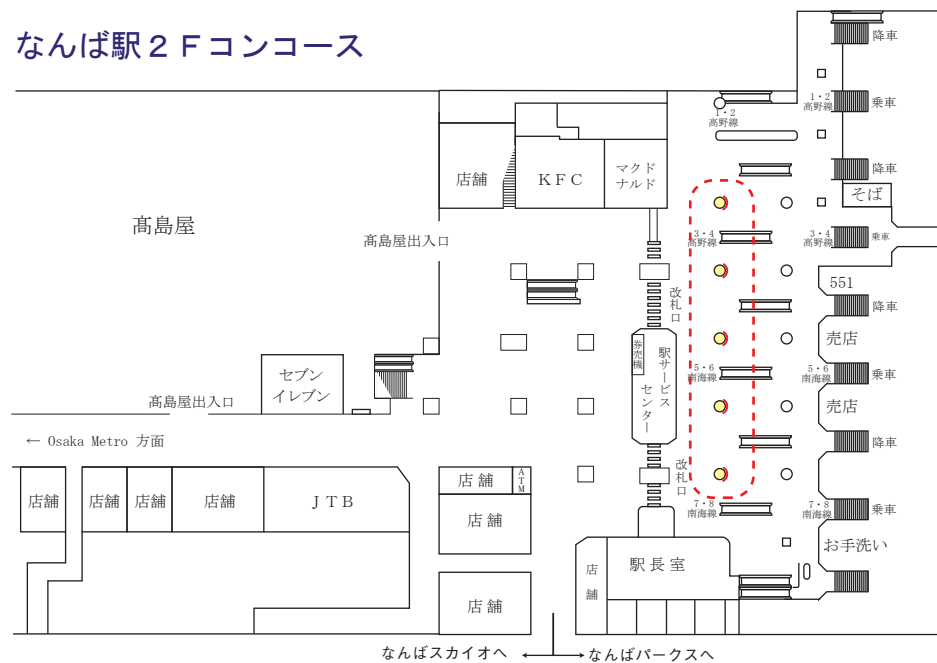 なんば駅２Ｆコンコース
降車
1・2
高野線
乗車
1・2
高野線
降車
店舗
ＫＦＣ
マクド
ナルド
そば
髙島屋
髙島屋出入口
3・4
高野線
3・4
高野線
乗車
改札口
551
降車
売店
券売機
駅サービス
センター
5・6
南海線
5・6
南海線
乗車
セブン
イレブン
髙島屋出入口
売店
← Osaka Metro 方面
降車
店舗
店舗
店舗
店舗
ＪＴＢ
店舗
ATM
改札口
店舗
7・8
南海線
7・8
南海線
乗車
お手洗い
駅長室
店舗
店舗
なんばスカイオへ
なんばパークスへ